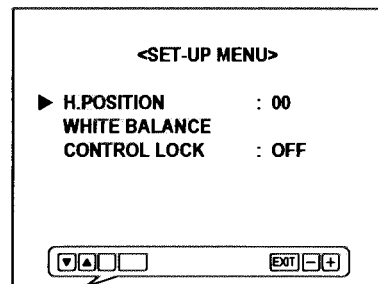 <SET-UP MENU>
▶ H.POSITION : 00
WHITE BALANCE
CONTROL LOCK : OFF
▼ ▲ EXIT − +